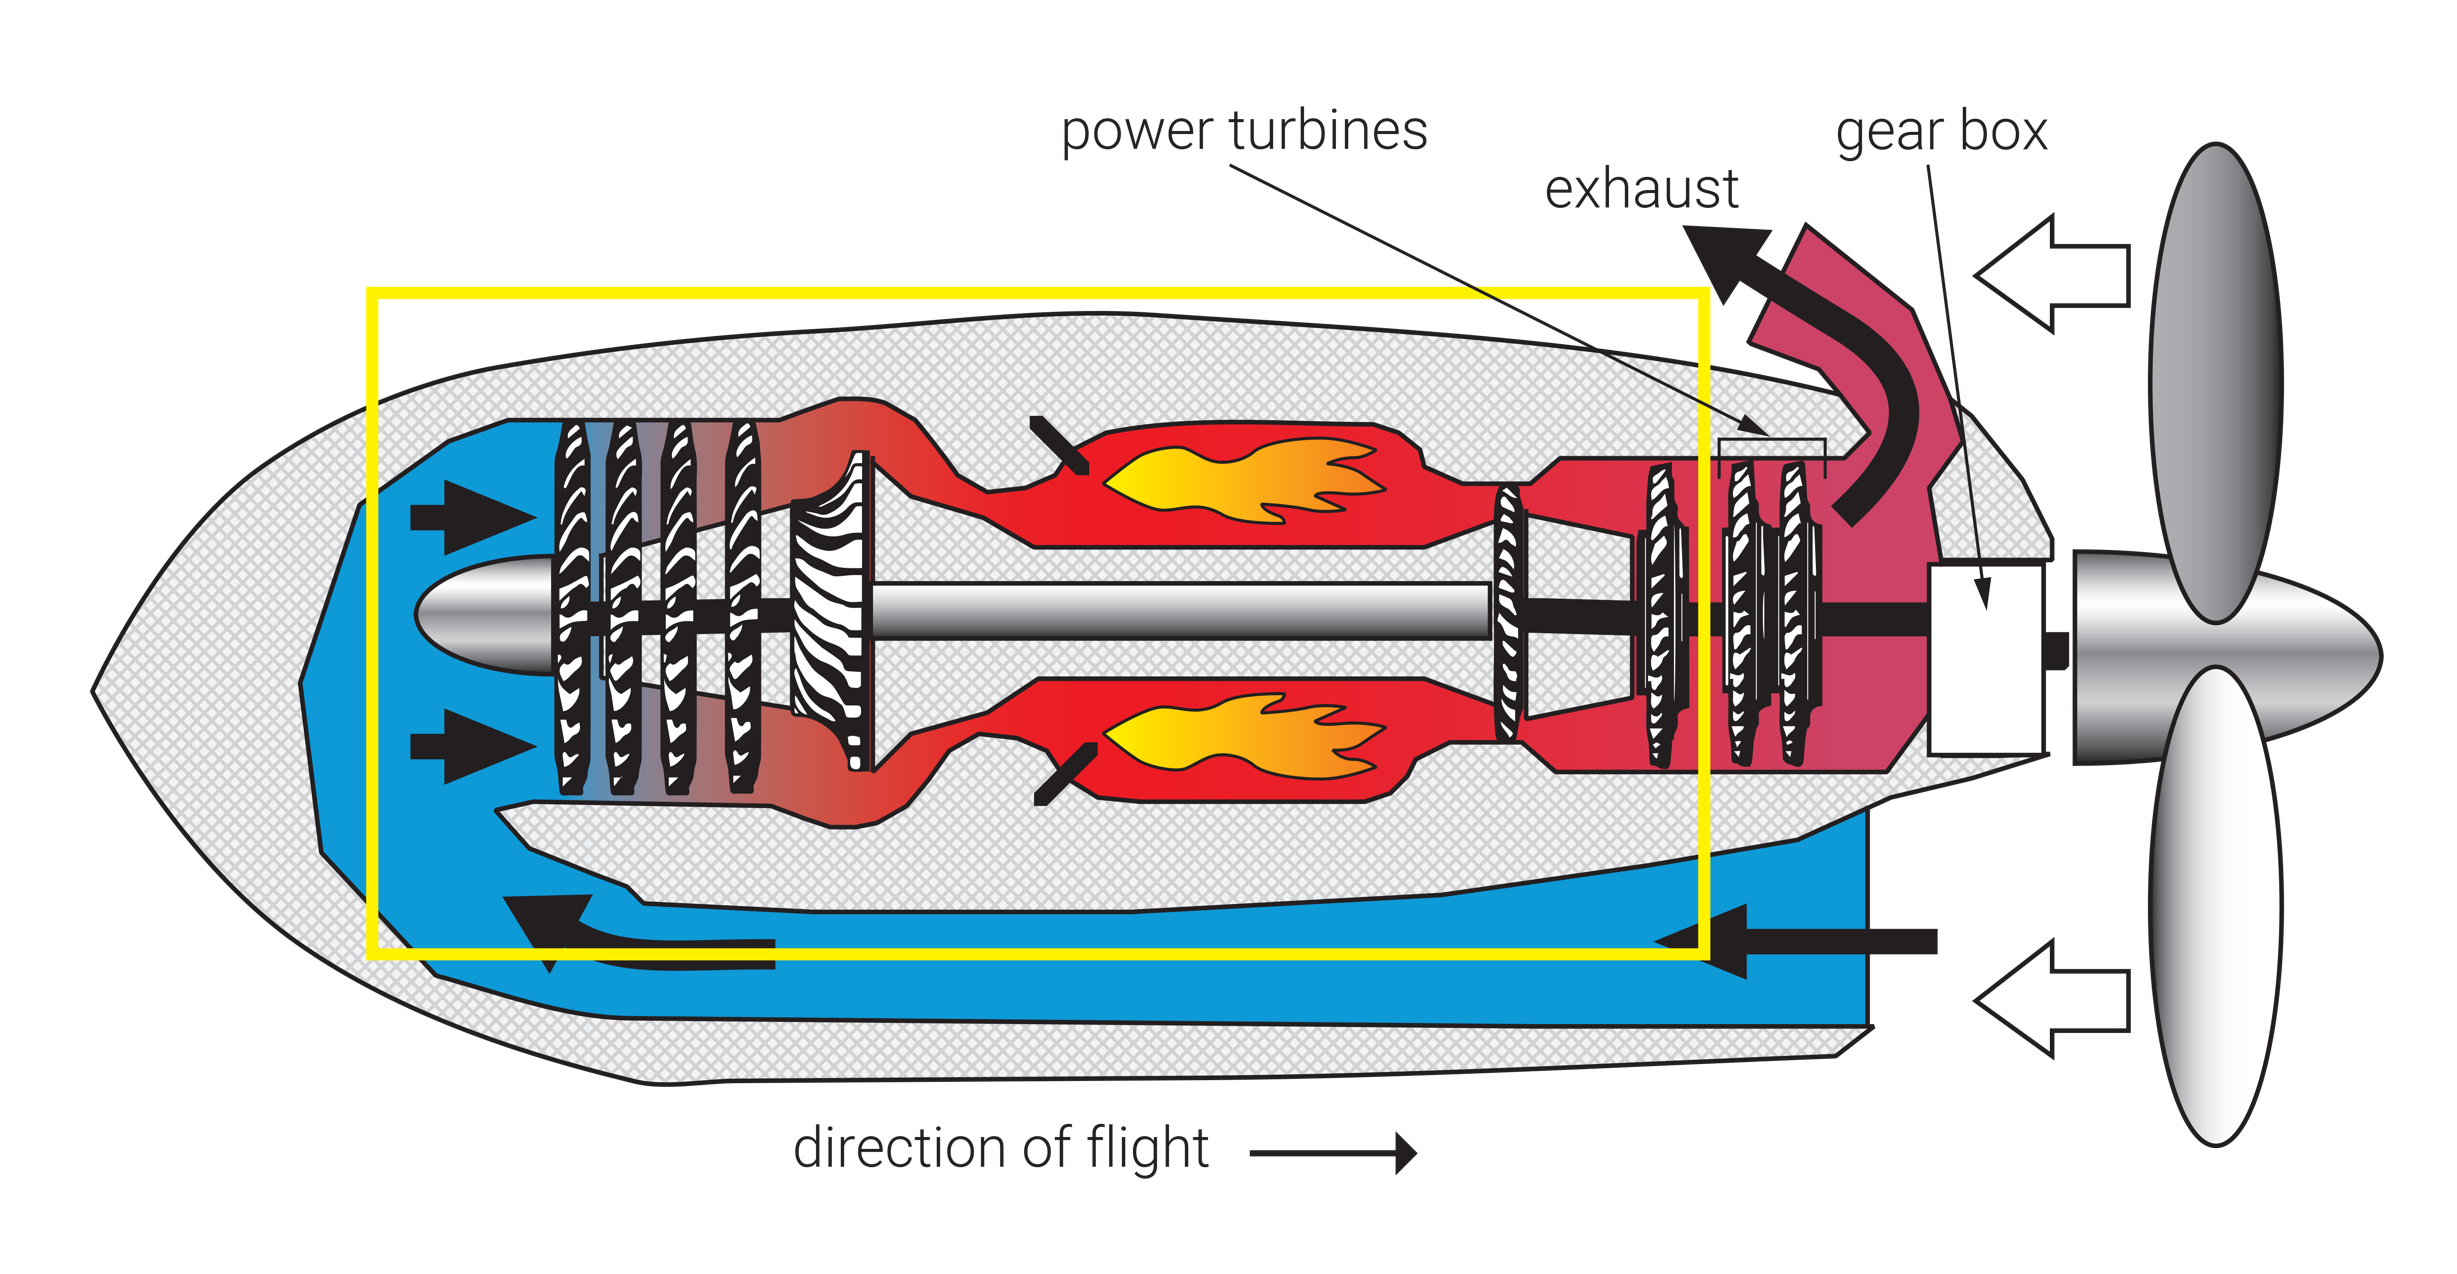 power turbines
gear box
exhaust
direction of flight